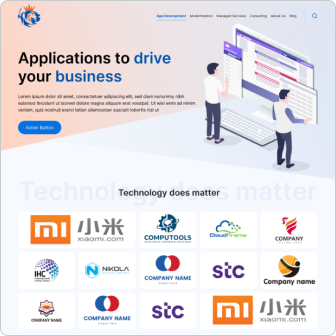 App Development Modernization Managed Services Consulting About Us Blog
Applications to drive
your business
Lorem ipsum dolor sit amet, consectetuer adipiscing elit, sed diam nonummy nibh
euismod tincidunt ut laoreet dolore magna aliquam erat volutpat. Ut wisi enim ad minim
veniam, quis nostrud exerci tation ullamcorper suscipit lobortis nisl ut
Action Button
Technology does matter
Technology does matter
mi 小米
xiaomi.com
COMPUTOOLS
CloudFrame
COMPANY
IHC
NIKOLA
COMPANY NAME
stc
Company name
COMPANY NAME
COMPANY NAME
stc
mi 小米
xiaomi.com